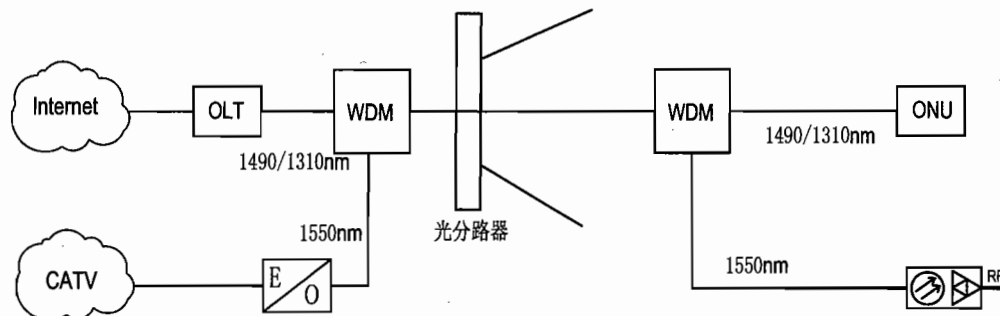 Internet
OLT
WDM
WDM
ONU
1490/1310nm
1490/1310nm
1550nm
光分路器
CATV
E
O
1550nm
RF